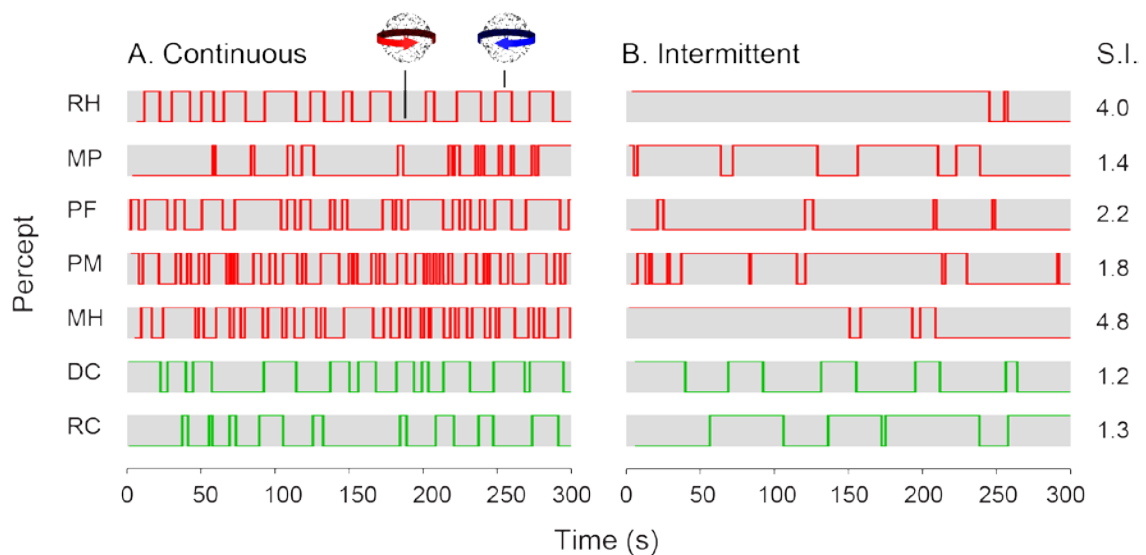 A. Continuous
B. Intermittent
S.I.
RH
4.0
MP
1.4
PF
2.2
PM
1.8
MH
4.8
DC
1.2
RC
1.3
Percept
0 50 100 150 200 250 300
0 50 100 150 200 250 300
Time (s)